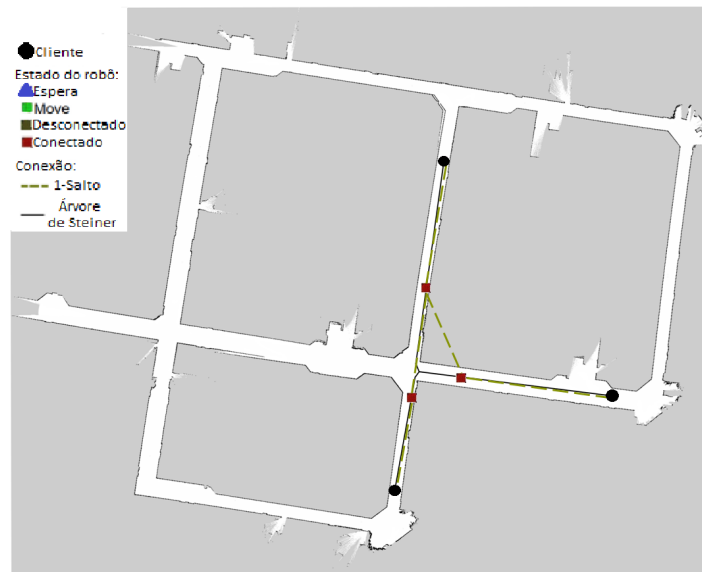 Cliente
Estado do robô:
Espera
Move
Desconectado
Conectado
Conexão:
1-Salto
Árvore
de Steiner